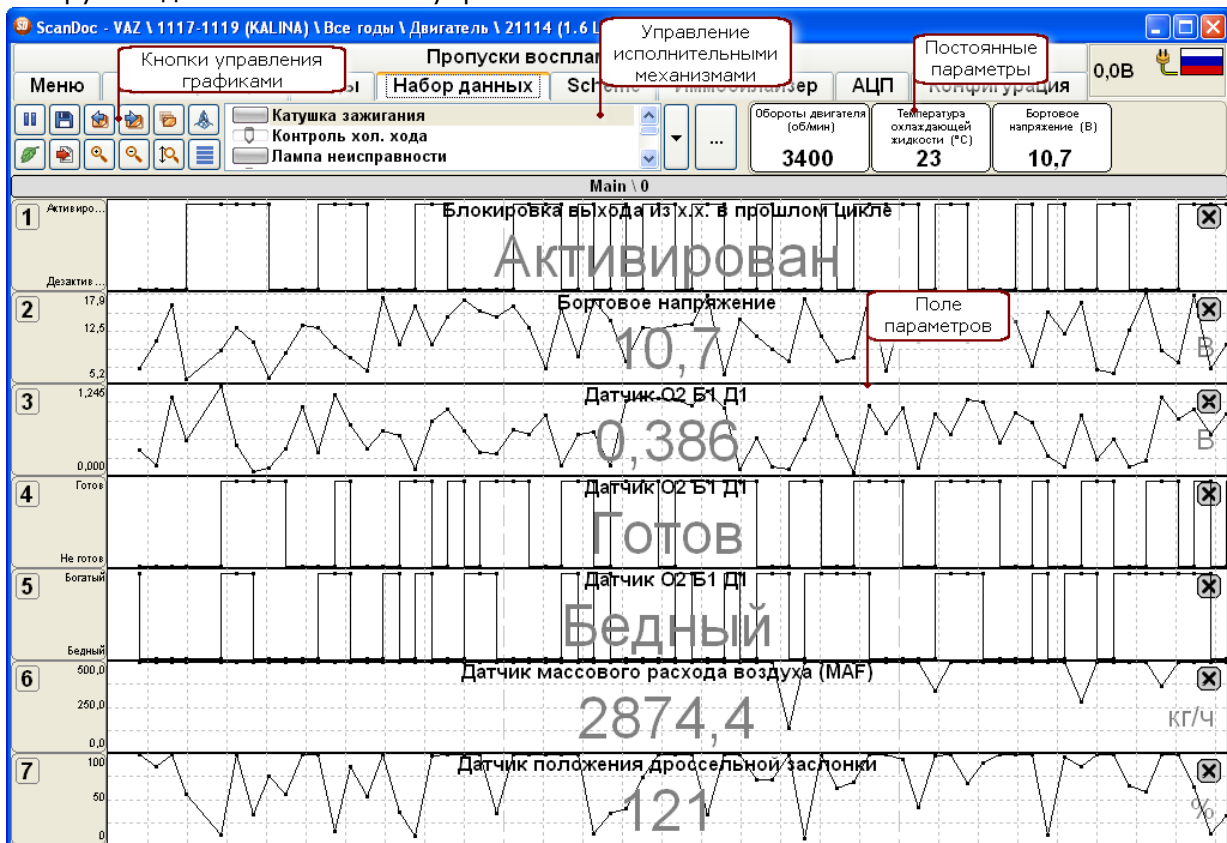 ScanDoc - VAZ \ 1117-1119 (KALINA) \ Все годы \ Двигатель \ 21114 (1.6 L
Управление исполнительными механизмами
Кнопки управления графиками
Постоянные параметры
Пропуски воспла
0,0В
Меню
Набор данных
Scheme
Иммобилайзер
АЦП
Конфигурация
Катушка зажигания
Контроль хол. хода
Лампа неисправности
...
Обороты двигателя (об/мин)
3400
Температура охлаждающей жидкости (°C)
23
Бортовое напряжение (В)
10,7
Main \ 0
1
Активиро...
Дезактив ...
Блокировка выхода из х.х. в прошлом цикле
Активирован
2
17,9
12,5
5,2
Бортовое напряжение
10,7
В
Поле параметров
3
1,245
0,000
Датчик О2 Б1 Д1
0,386
В
4
Готов
Не готов
Датчик О2 Б1 Д1
Готов
5
Богатый
Бедный
Датчик О2 Б1 Д1
Бедный
6
500,0
250,0
0,0
Датчик массового расхода воздуха (MAF)
2874,4
кг/ч
7
100
50
0
Датчик положения дроссельной заслонки
121
%